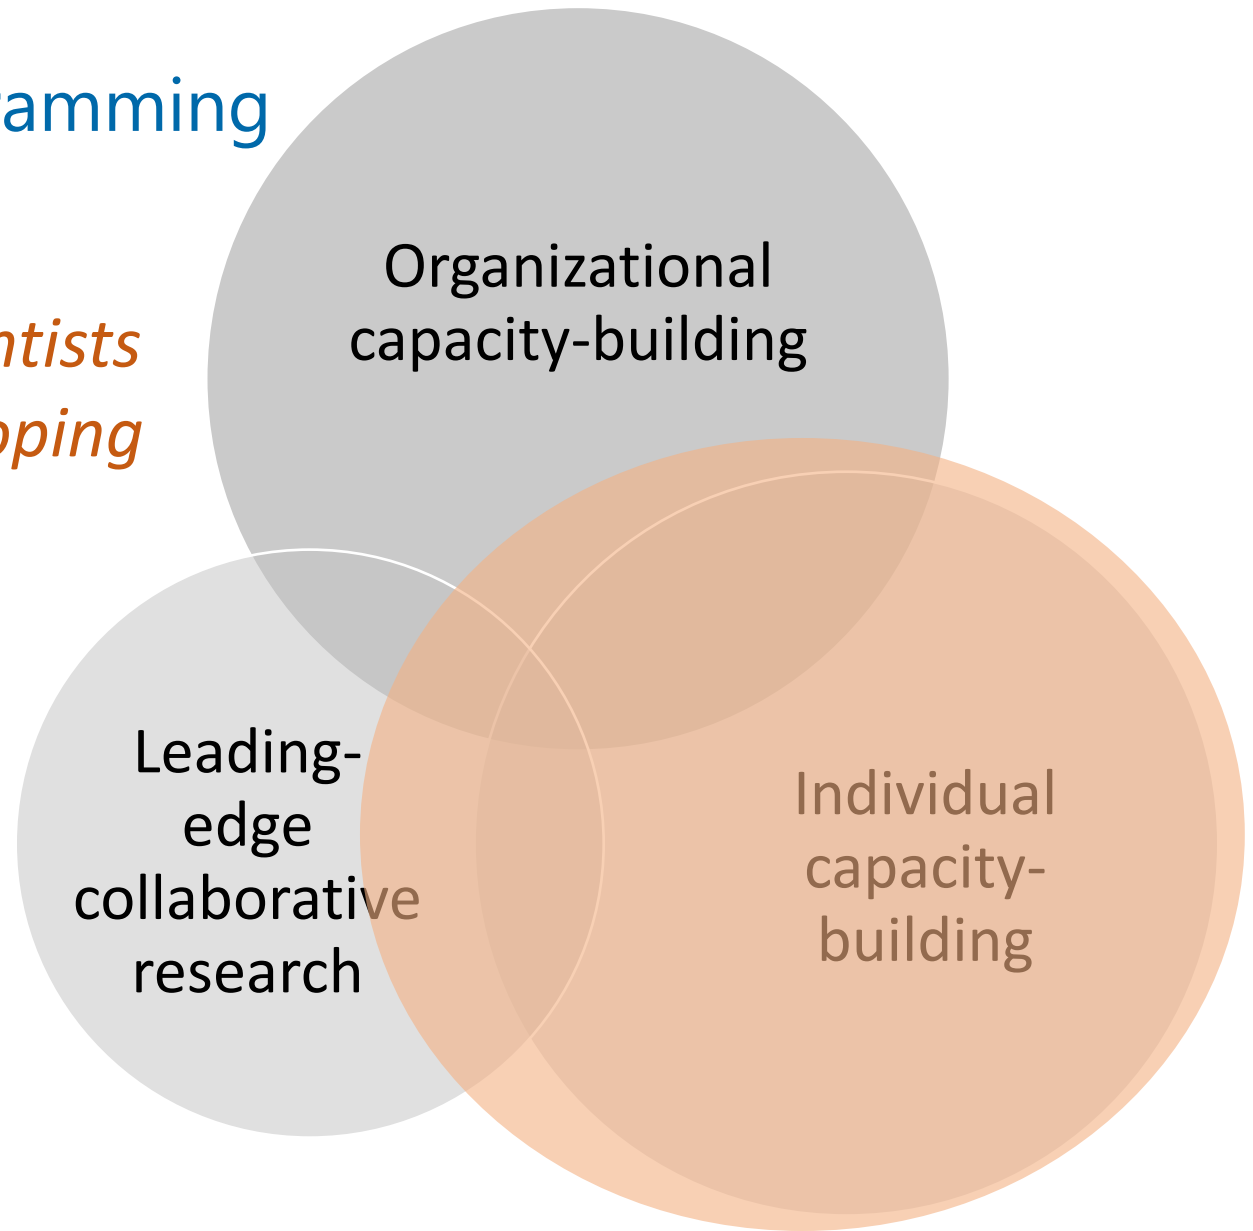 amming
ntists
pping
Organizational
capacity-building
Leading-
edge
collaborative
research
Individual
capacity-
building